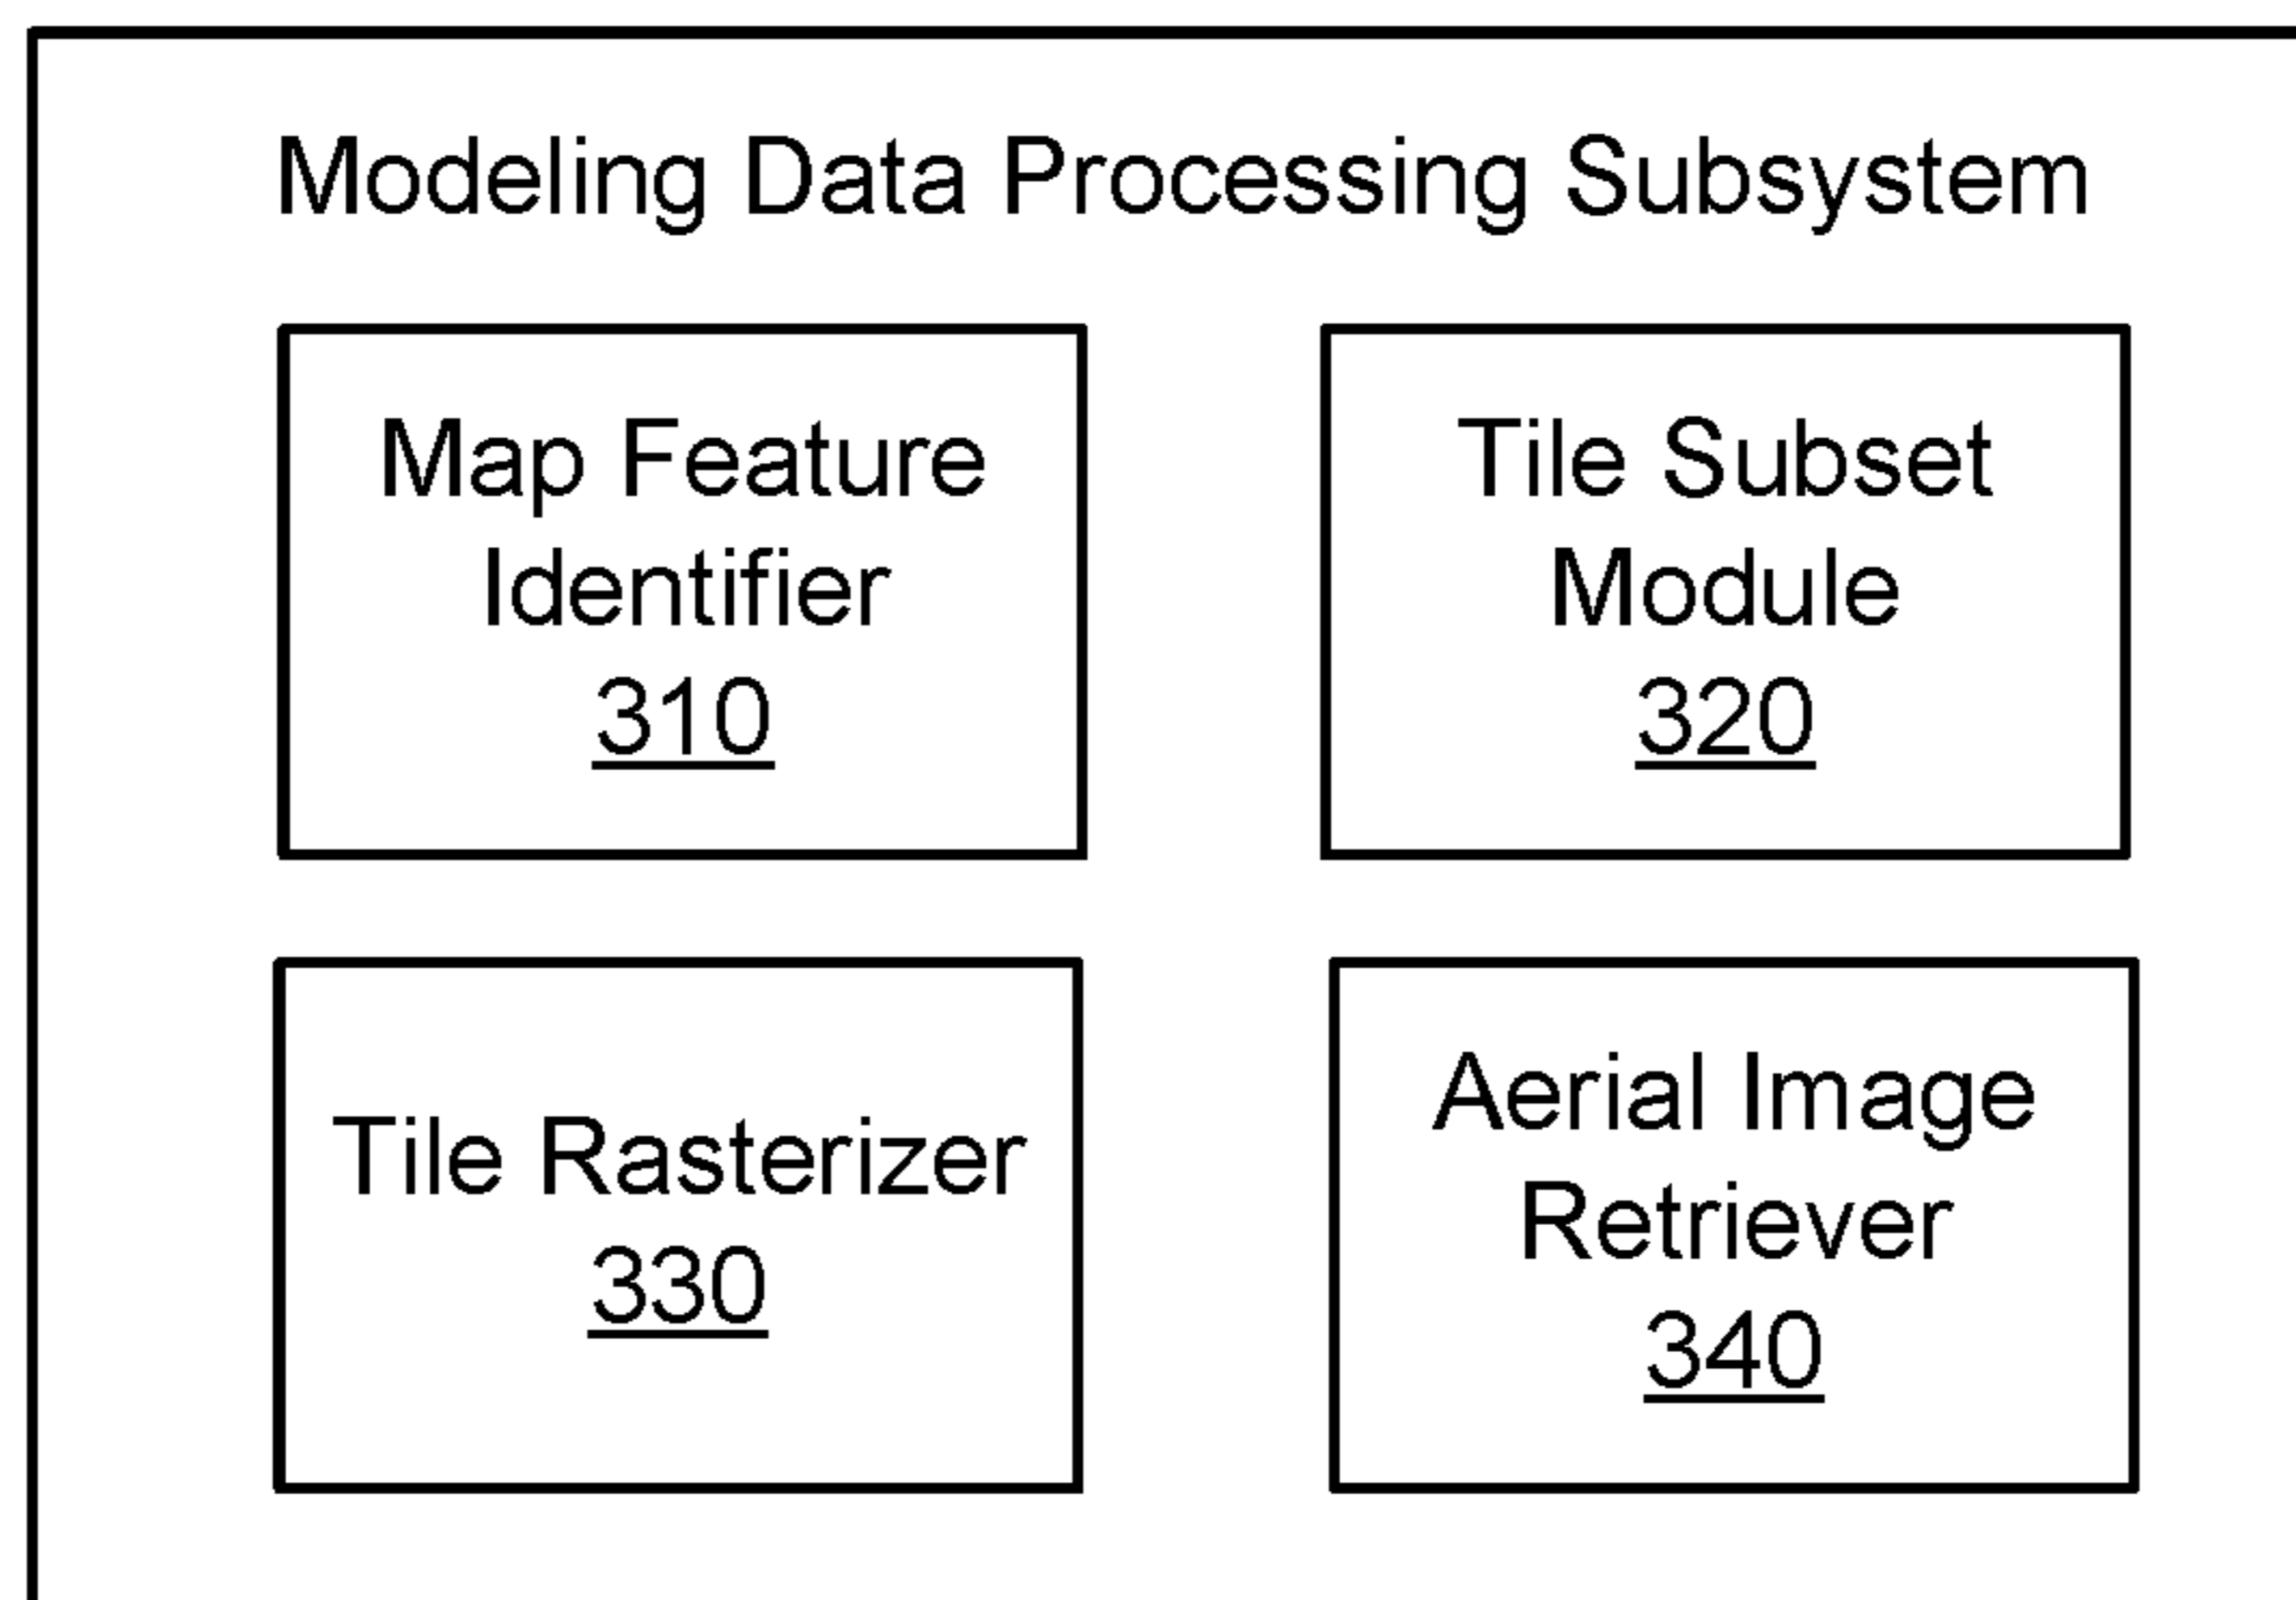 Modeling Data Processing Subsystem
Map Feature
Identifier
310
Tile Subset
Module
320
Tile Rasterizer
330
Aerial Image
Retriever
340